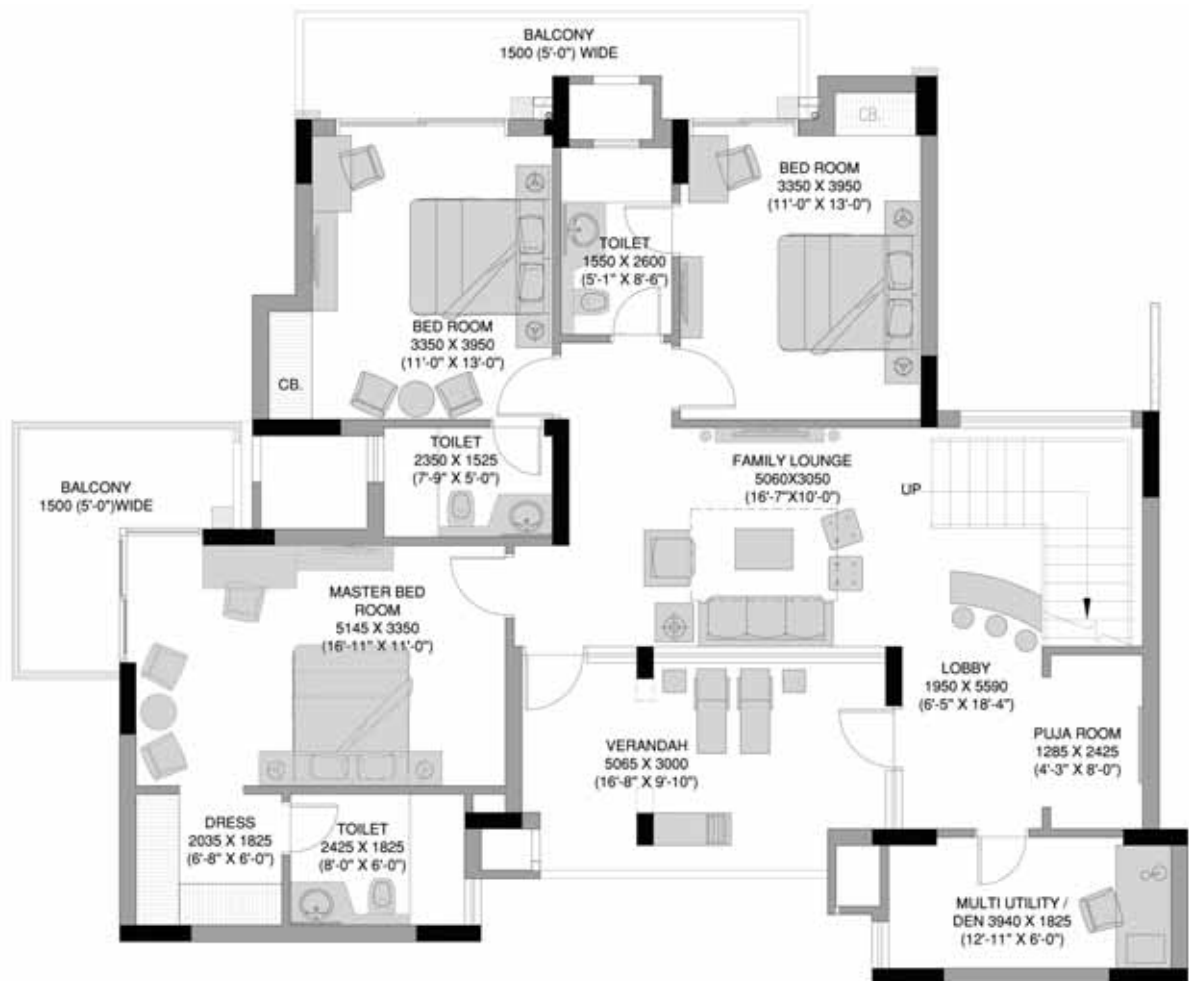 BALCONY
1500 (5'-0") WIDE
CB.
BED ROOM
3350 X 3950
(11'-0" X 13'-0")
TOILET
1550 X 2600
(5'-1" X 8'-6")
BED ROOM
3350 X 3950
(11'-0" X 13'-0")
CB.
TOILET
2350 X 1525
(7'-9" X 5'-0")
FAMILY LOUNGE
5060X3050
(16'-7"X10'-0")
UP
BALCONY
1500 (5'-0")WIDE
MASTER BED
ROOM
5145 X 3350
(16'-11" X 11'-0")
LOBBY
1950 X 5590
(6'-5" X 18'-4")
PUJA ROOM
1285 X 2425
(4'-3" X 8'-0")
VERANDAH
5065 X 3000
(16'-8" X 9'-10")
DRESS
2035 X 1825
(6'-8" X 6'-0")
TOILET
2425 X 1825
(8'-0" X 6'-0")
MULTI UTILITY /
DEN 3940 X 1825
(12'-11" X 6'-0")